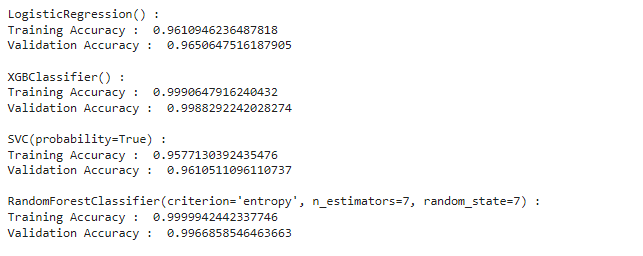 LogisticRegression() :
Training Accuracy :  0.9610946236487818
Validation Accuracy :  0.9650647516187905
XGBClassifier() :
Training Accuracy :  0.9990647916240432
Validation Accuracy :  0.9988292242028274
SVC(probability=True) :
Training Accuracy :  0.9577130392435476
Validation Accuracy :  0.9610511096110737
RandomForestClassifier(criterion='entropy', n_estimators=7, random_state=7) :
Training Accuracy :  0.9999942442337746
Validation Accuracy :  0.9966858546463663